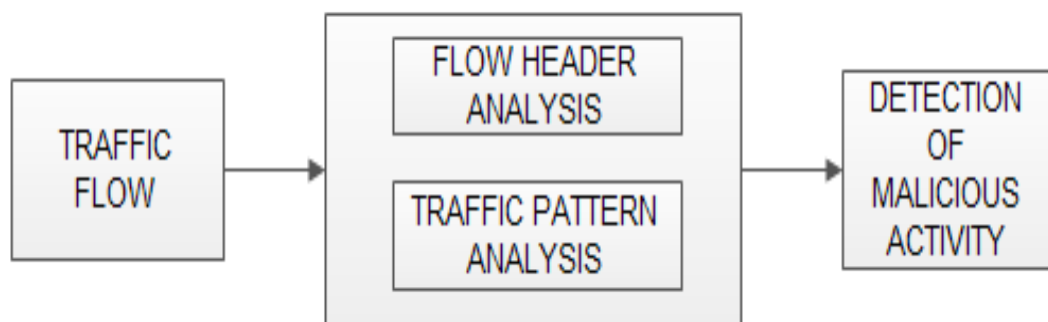 TRAFFIC
FLOW
FLOW HEADER
ANALYSIS
TRAFFIC PATTERN
ANALYSIS
DETECTION
OF
MALICIOUS
ACTIVITY